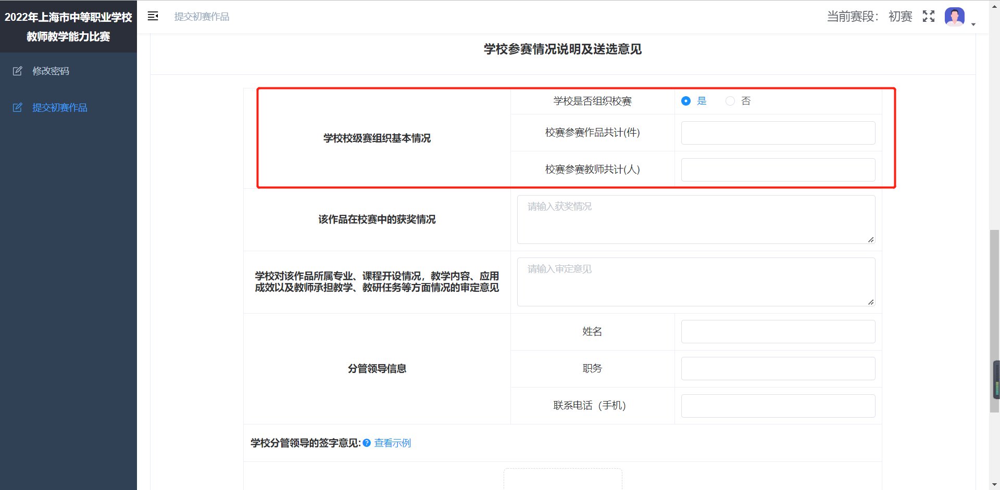 2022年上海市中等职业学校
教师教学能力比赛
修改密码
提交初赛作品
提交初赛作品
当前赛段： 初赛
学校参赛情况说明及送选意见
学校校级赛组织基本情况
学校是否组织校赛
是
否
校赛参赛作品共计(件)
校赛参赛教师共计(人)
该作品在校赛中的获奖情况
请输入获奖情况
学校对该作品所属专业、课程开设情况，教学内容、应用
成效以及教师承担教学、教研任务等方面情况的审定意见
请输入审定意见
分管领导信息
姓名
职务
联系电话（手机）
学校分管领导的签字意见:
查看示例